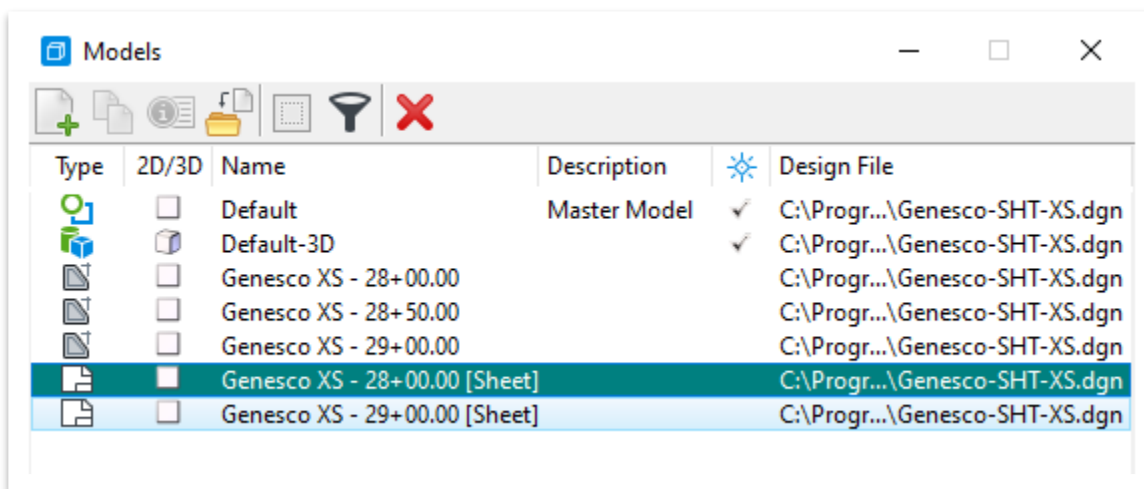 Models
Type 2D/3D Name Description Design File
Default Master Model C:\Progr...\Genesco-SHT-XS.dgn
Default-3D C:\Progr...\Genesco-SHT-XS.dgn
Genesco XS - 28+00.00 C:\Progr...\Genesco-SHT-XS.dgn
Genesco XS - 28+50.00 C:\Progr...\Genesco-SHT-XS.dgn
Genesco XS - 29+00.00 C:\Progr...\Genesco-SHT-XS.dgn
Genesco XS - 28+00.00 [Sheet] C:\Progr...\Genesco-SHT-XS.dgn
Genesco XS - 29+00.00 [Sheet] C:\Progr...\Genesco-SHT-XS.dgn